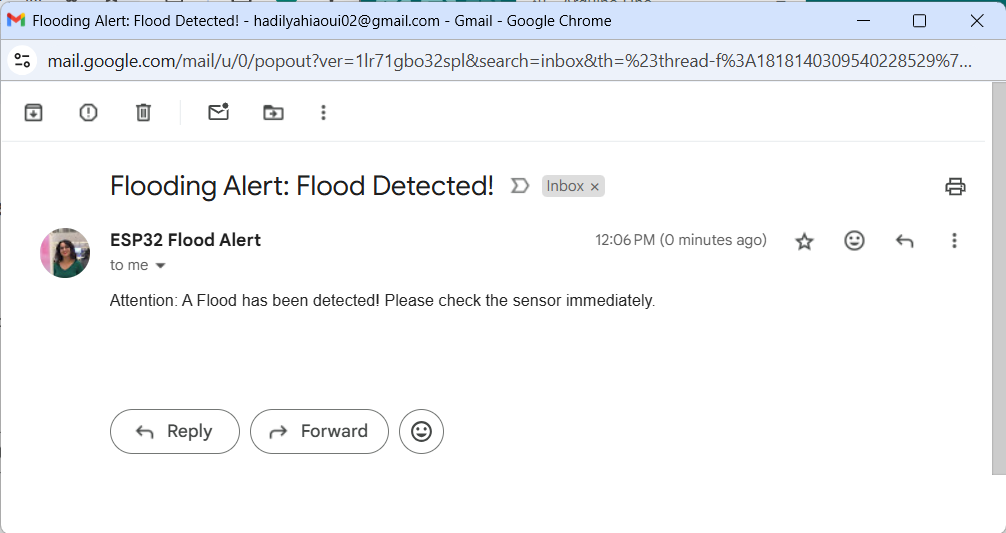 Flooding Alert: Flood Detected! - hadilyahiaoui02@gmail.com - Gmail - Google Chrome
mail.google.com/mail/u/0/popout?ver=1lr71gbo32spl&search=inbox&th=%23thread-f%3A1818140309540228529%7...
Flooding Alert: Flood Detected! Inbox ×
ESP32 Flood Alert 12:06 PM (0 minutes ago)
to me
Attention: A Flood has been detected! Please check the sensor immediately.
Reply Forward